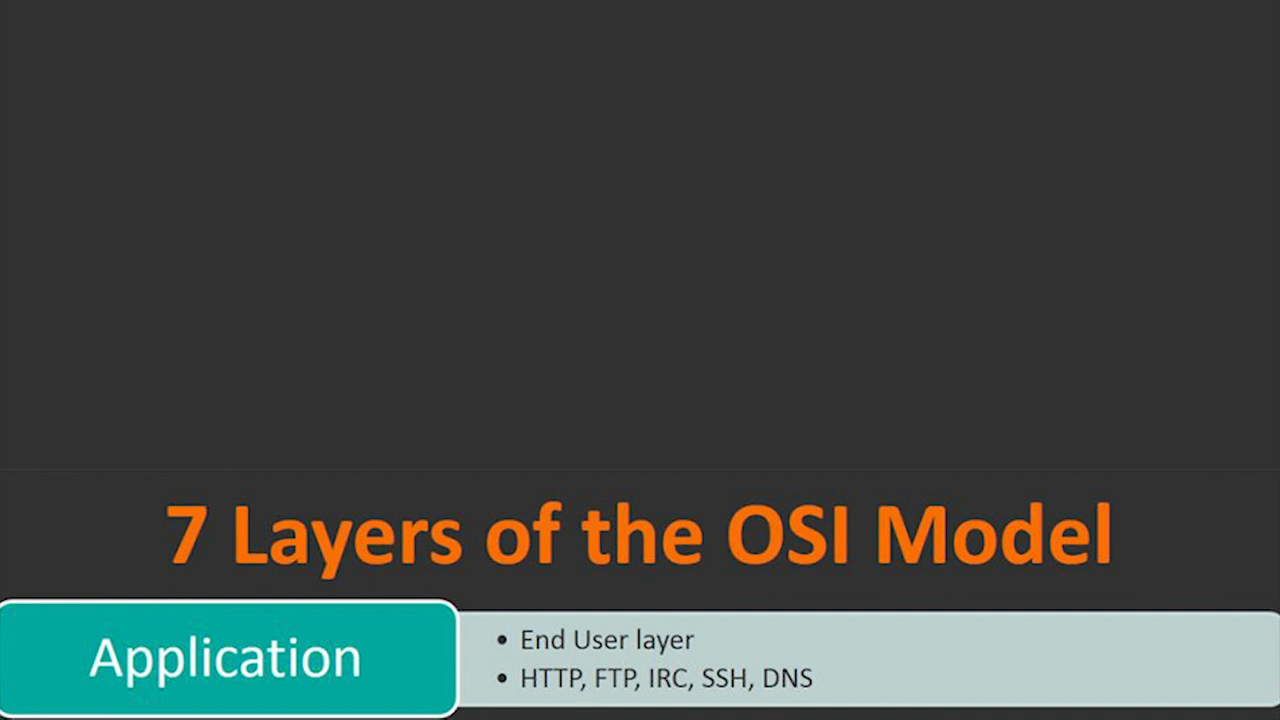 7 Layers of the OSI Model
Application
• End User layer
• HTTP, FTP, IRC, SSH, DNS